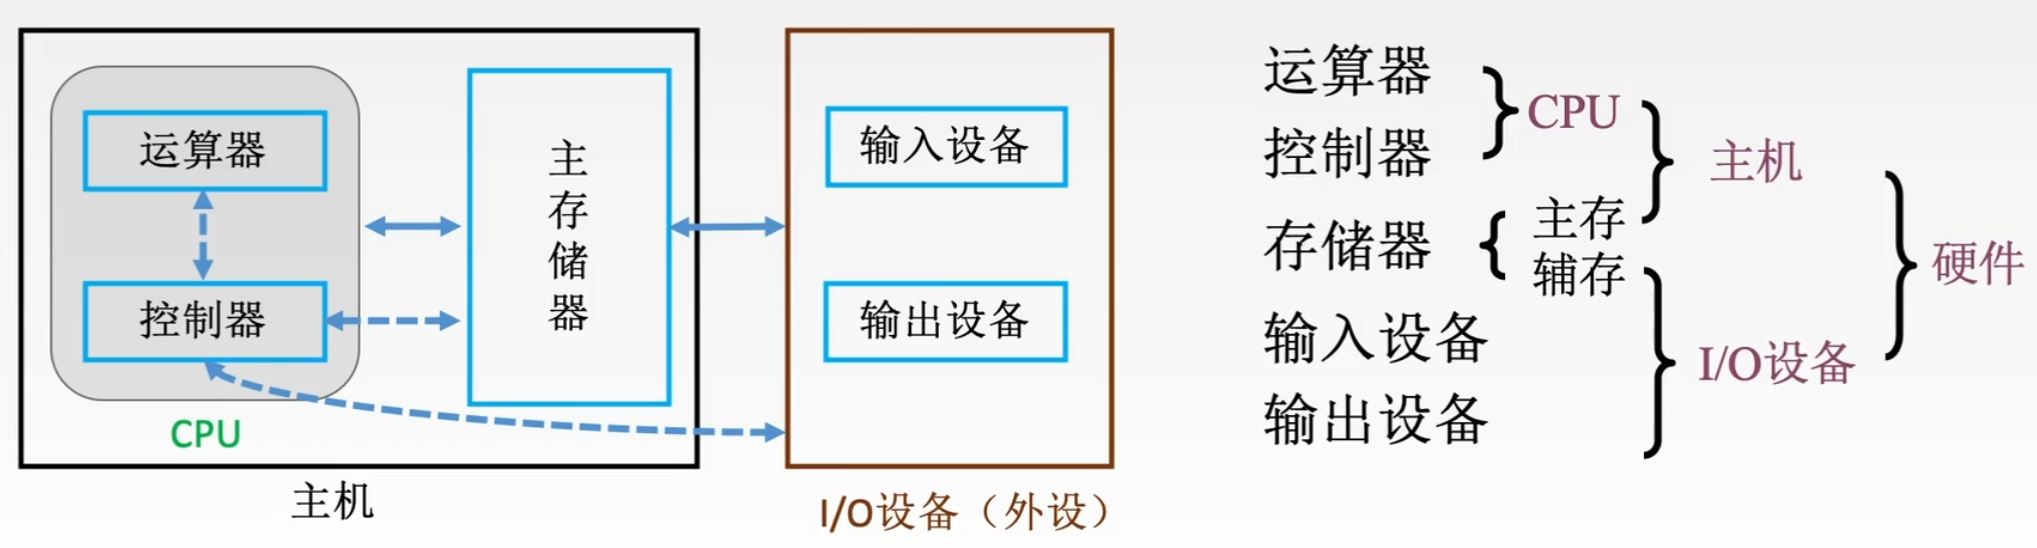 运算器
控制器
CPU
主存储器
主机
输入设备
输出设备
I/O设备（外设）
运算器
控制器
CPU
存储器
主存
辅存
主机
输入设备
输出设备
I/O设备
硬件